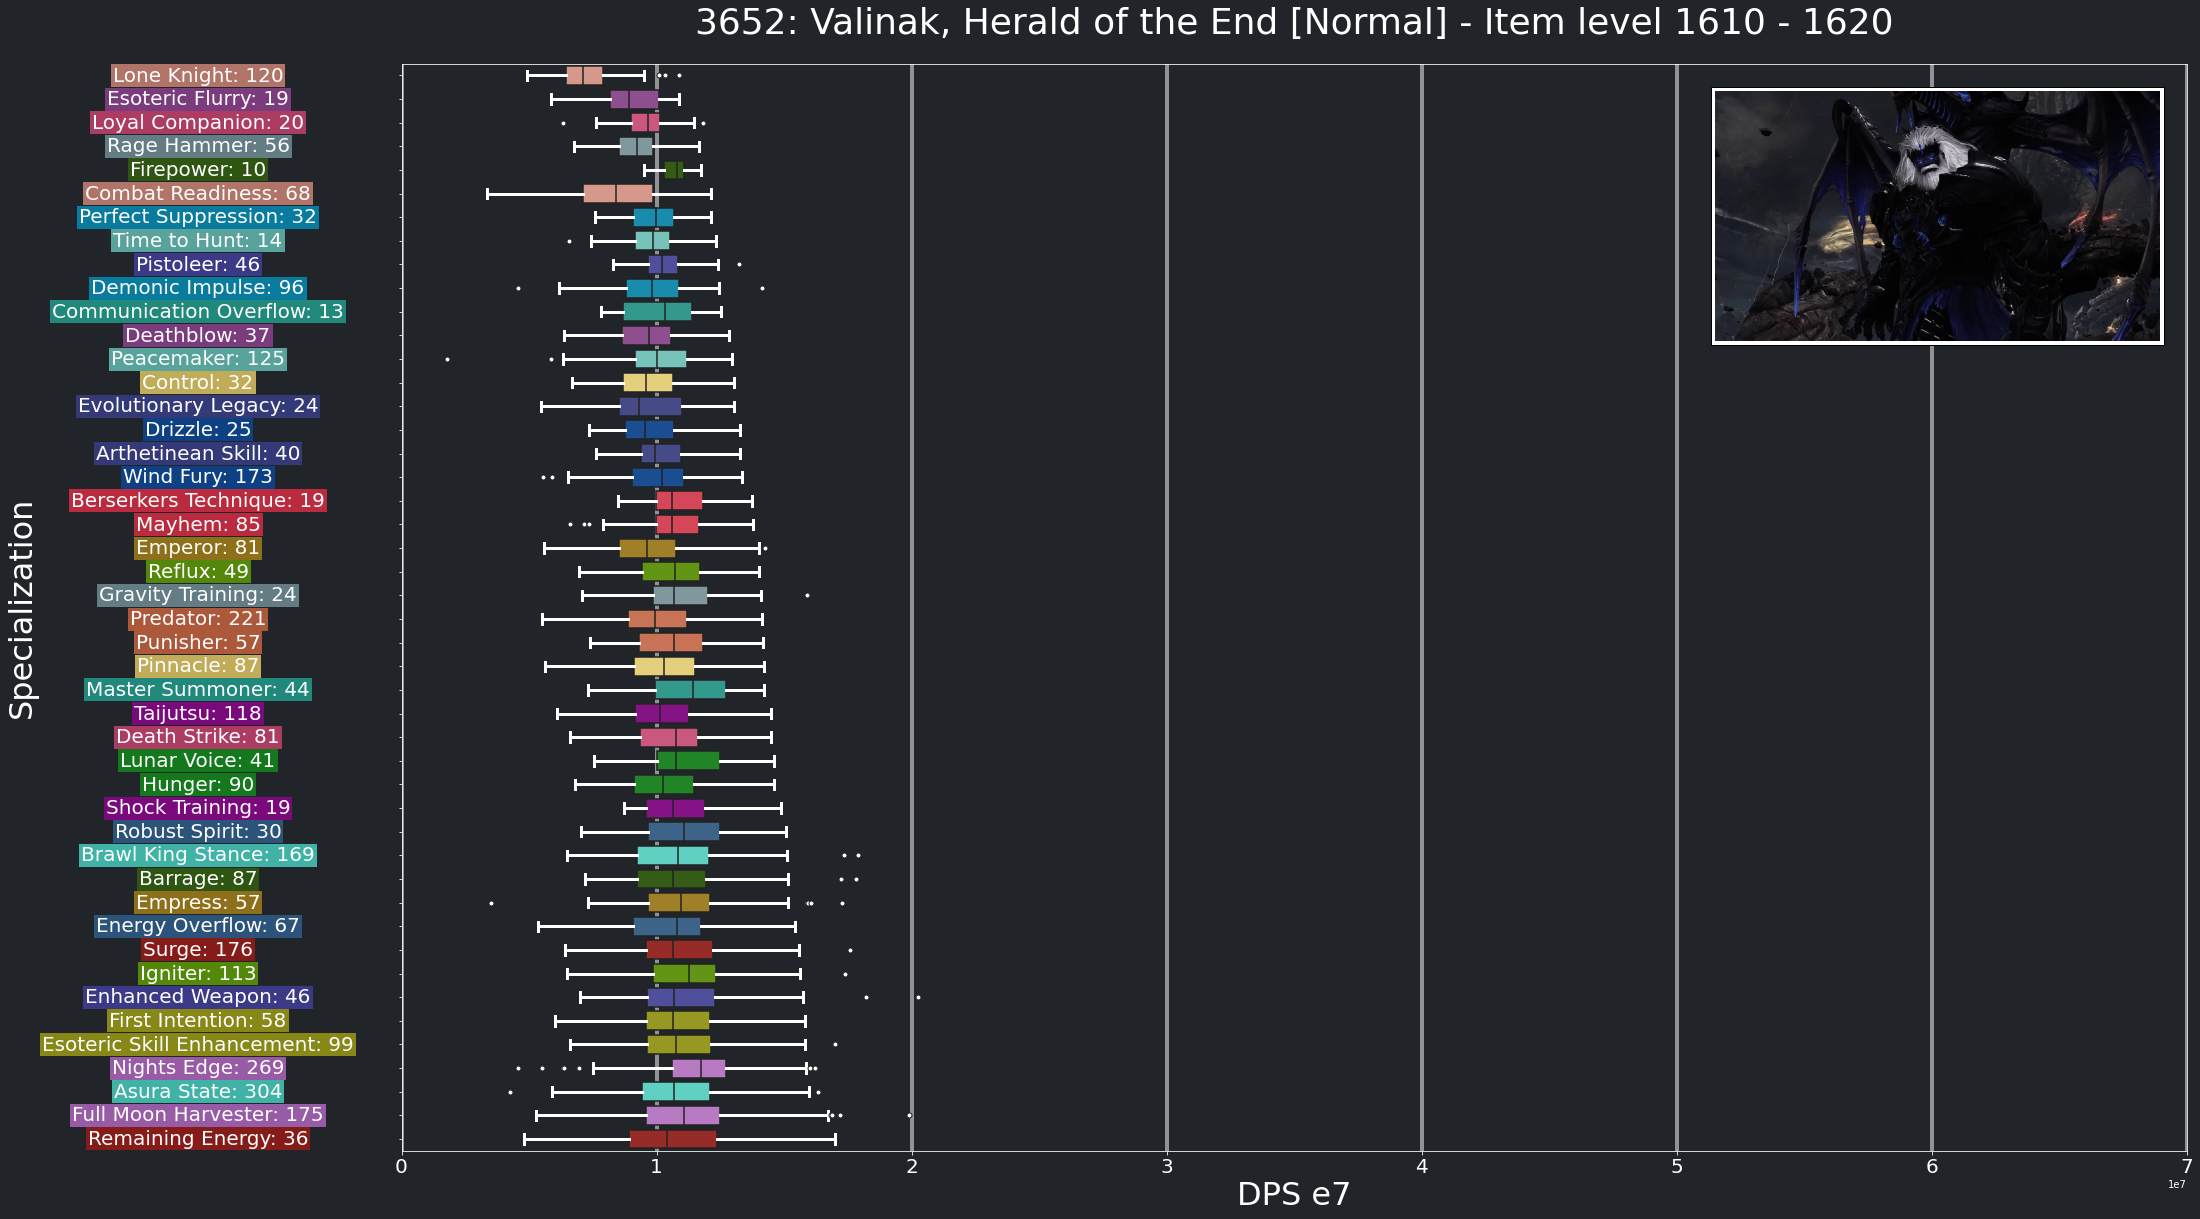 3652: Valinak, Herald of the End [Normal] - Item level 1610 - 1620
Lone Knight: 120
Esoteric Flurry: 19
Loyal Companion: 20
Rage Hammer: 56
Firepower: 10
Combat Readiness: 68
Perfect Suppression: 32
Time to Hunt: 14
Pistoleer: 46
Demonic Impulse: 96
Communication Overflow: 13
Deathblow: 37
Peacemaker: 125
Control: 32
Evolutionary Legacy: 24
Drizzle: 25
Arthetinean Skill: 40
Wind Fury: 173
Berserkers Technique: 19
Mayhem: 85
Emperor: 81
Reflux: 49
Gravity Training: 24
Predator: 221
Punisher: 57
Pinnacle: 87
Master Summoner: 44
Taijutsu: 118
Death Strike: 81
Lunar Voice: 41
Hunger: 90
Shock Training: 19
Robust Spirit: 30
Brawl King Stance: 169
Barrage: 87
Empress: 57
Energy Overflow: 67
Surge: 176
Igniter: 113
Enhanced Weapon: 46
First Intention: 58
Esoteric Skill Enhancement: 99
Nights Edge: 269
Asura State: 304
Full Moon Harvester: 175
Remaining Energy: 36
Specialization
0 1 2 3 4 5 6 7
1e7
DPS e7